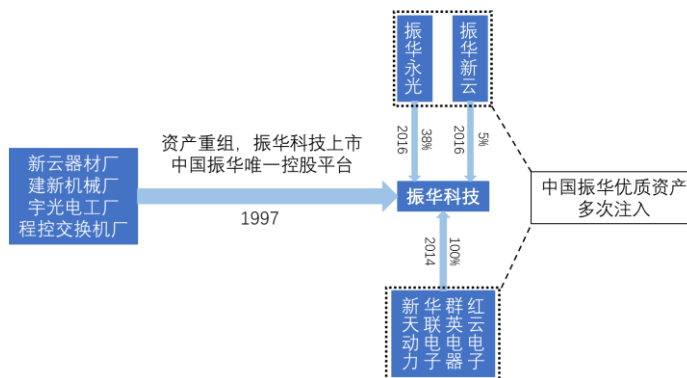 振华永光
振华新云
2016
38%
2016
5%
资产重组，振华科技上市
中国振华唯一控股平台
新云器材厂
建新机械厂
宇光电工厂
程控交换机厂
1997
振华科技
中国振华优质资产
多次注入
2014
100%
新天动力
华联电子
群英电器
红云电子